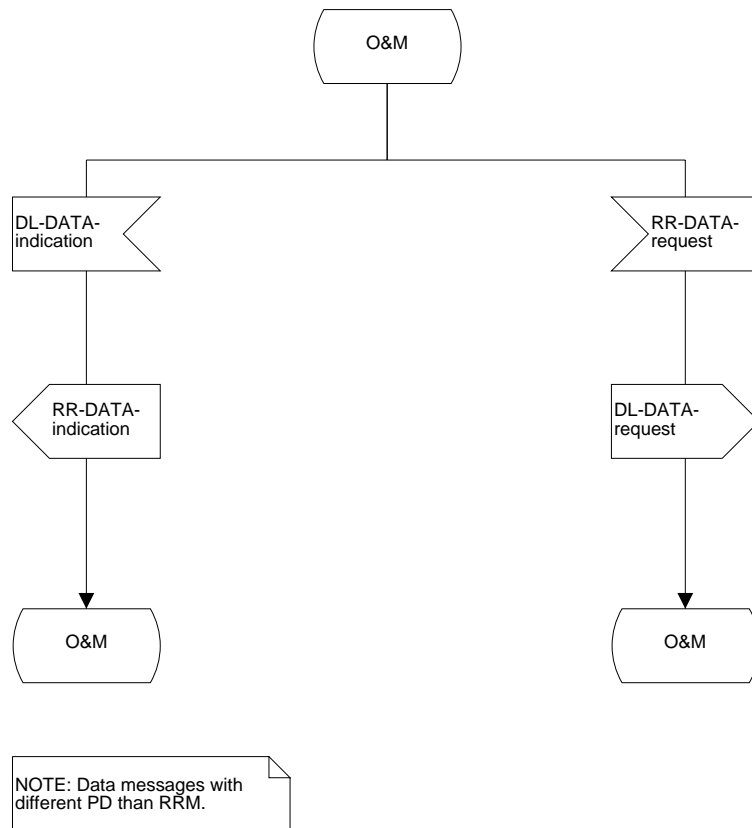 O&M
DL-DATA-
indication
RR-DATA-
request
RR-DATA-
indication
DL-DATA-
request
O&M
O&M
NOTE: Data messages with
different PD than RRM.